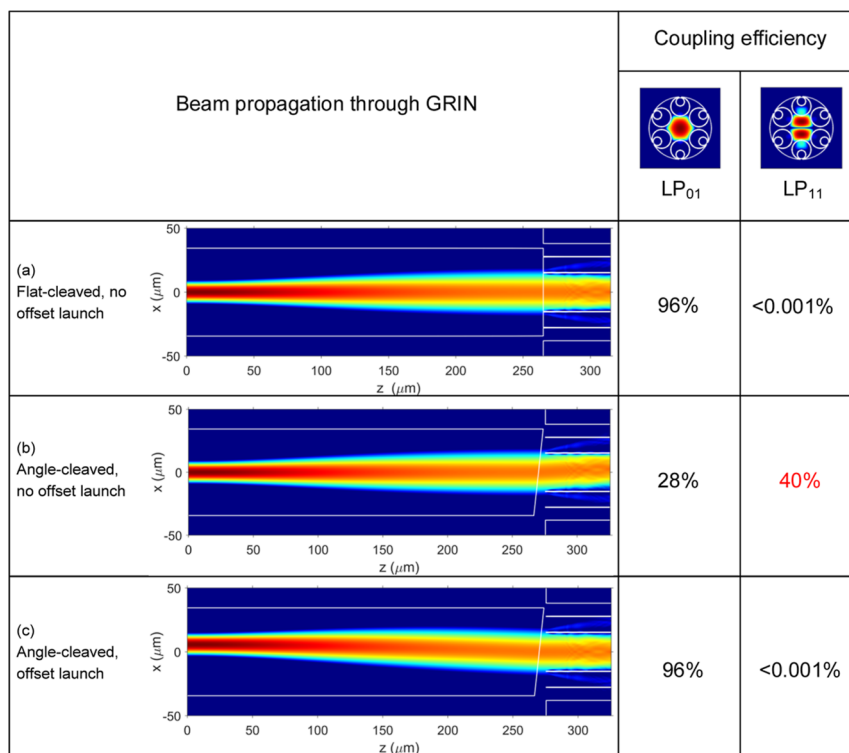 Beam propagation through GRIN
Coupling efficiency
LP₀₁
LP₁₁
(a)
Flat-cleaved, no
offset launch
50
0
-50
x (μm)
0
50
100
150
200
250
300
z (μm)
96%
<0.001%
(b)
Angle-cleaved,
no offset launch
50
0
-50
x (μm)
0
50
100
150
200
250
300
z (μm)
28%
40%
(c)
Angle-cleaved,
offset launch
50
0
-50
x (μm)
0
50
100
150
200
250
300
z (μm)
96%
<0.001%